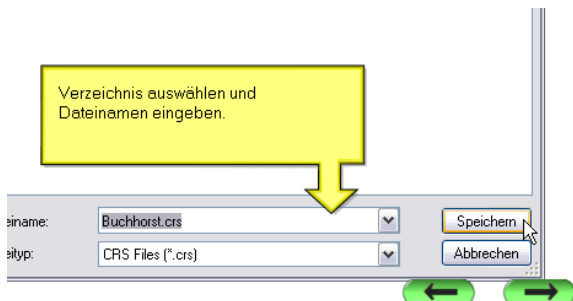 Verzeichnis auswählen und
Dateinamen eingeben.
einame: Buchhorst.crs Speichern
eityp: CRS Files (*.crs) Abbrechen